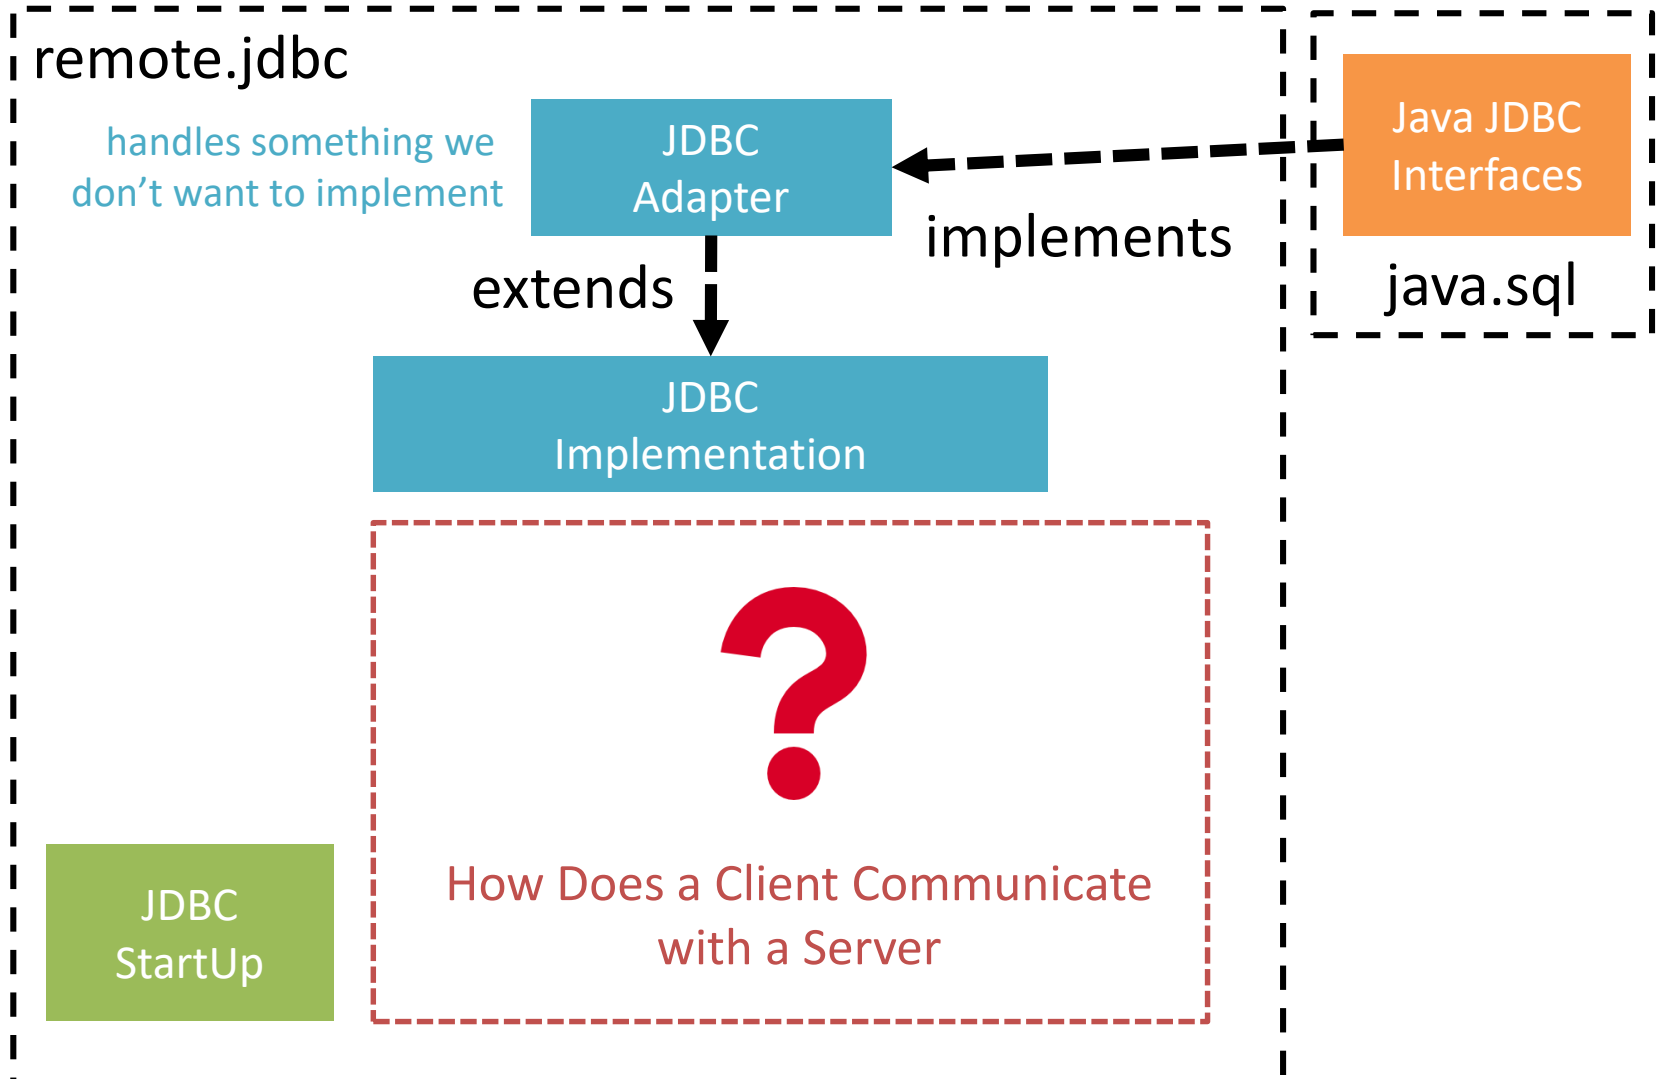 remote.jdbc
handles something we
don’t want to implement
JDBC
Adapter
Java JDBC
Interfaces
implements
java.sql
extends
JDBC
Implementation
How Does a Client Communicate
with a Server
JDBC
StartUp